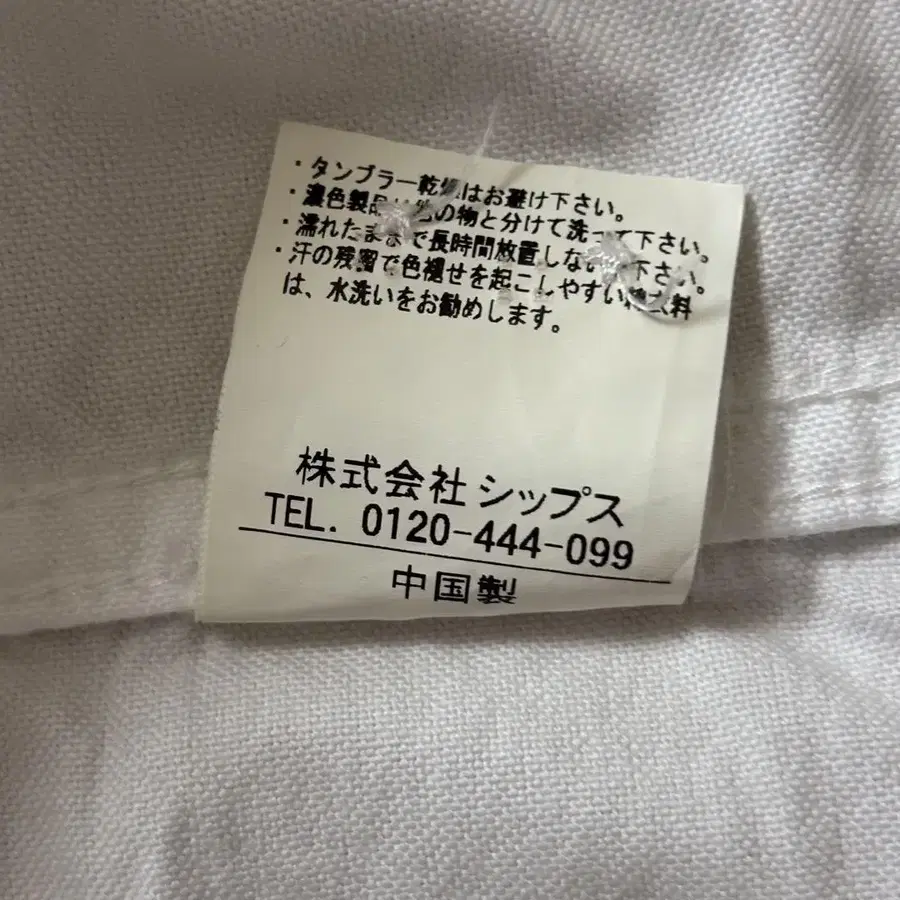 ・タンブラー乾燥はお避け下さい。
・濃色製品は他の物と分けて洗って下さい。
・濡れたままで長時間放置しないで下さい。
・汗の残留で色褪せを起こしやすい
は、水洗いをお勧めします。
株式会社 シップス
TEL. 0120-444-099
中国製